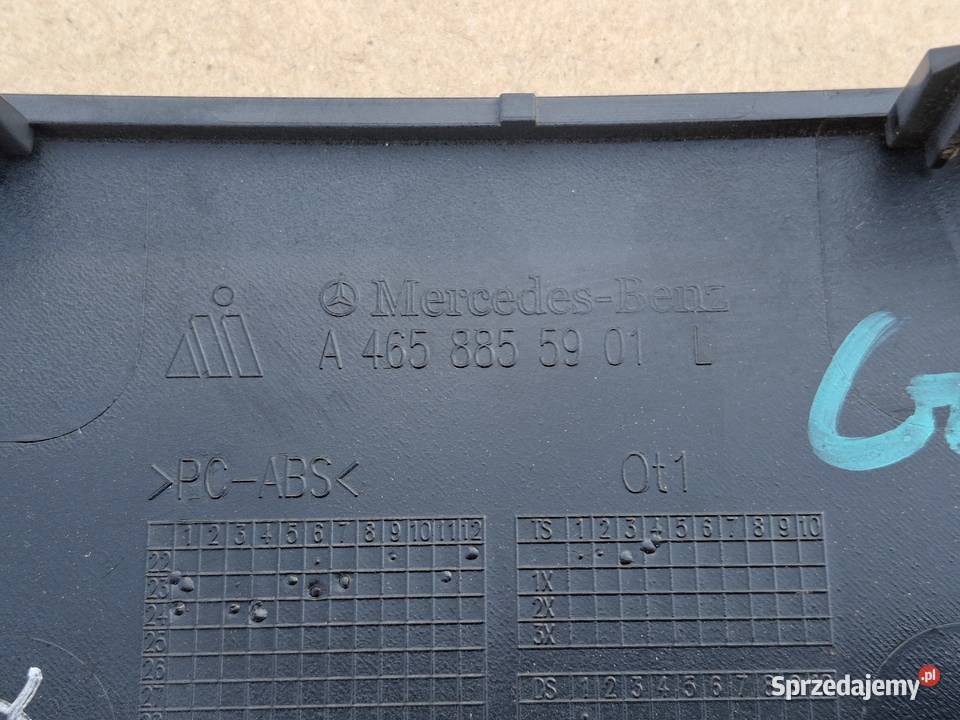 Mercedes-Benz
A 465 885 59 01 L
>PC-ABS<
Ot1
1 2 3 4 5 6 7 8 9 10 11 12
22
23
24
25
26
27
TS 1 2 3 4 5 6 7 8 9 10
1X
2X
3X
DS 1 2 3 4 5 6 7 8
Sprzedajemy.pl